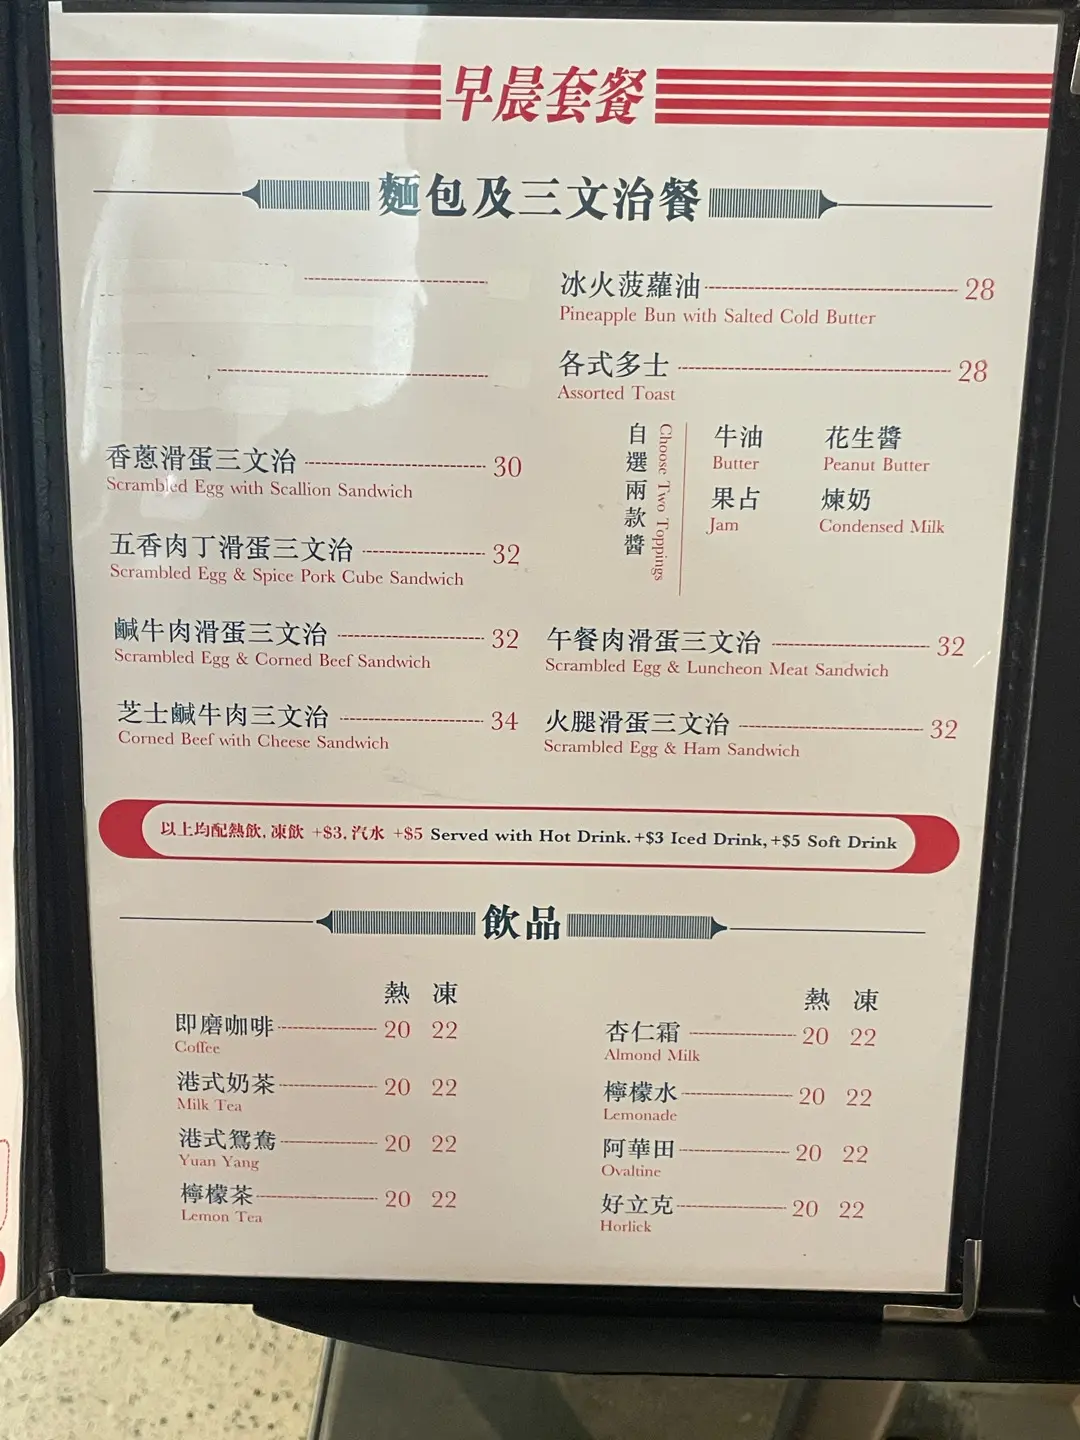 早晨套餐
麵包及三文治餐
冰火菠蘿油 28
Pineapple Bun with Salted Cold Butter
各式多士 28
Assorted Toast
自選兩款醬
Choose Two Toppings
牛油 花生醬
Butter Peanut Butter
果占 煉奶
Jam Condensed Milk
香蔥滑蛋三文治 30
Scrambled Egg with Scallion Sandwich
五香肉丁滑蛋三文治 32
Scrambled Egg & Spice Pork Cube Sandwich
鹹牛肉滑蛋三文治 32
Scrambled Egg & Corned Beef Sandwich
芝士鹹牛肉三文治 34
Corned Beef with Cheese Sandwich
午餐肉滑蛋三文治 32
Scrambled Egg & Luncheon Meat Sandwich
火腿滑蛋三文治 32
Scrambled Egg & Ham Sandwich
以上均配熱飲, 凍飲 +$3, 汽水 +$5 Served with Hot Drink. +$3 Iced Drink, +$5 Soft Drink
飲品
熱 凍
即磨咖啡 20 22
Coffee
港式奶茶 20 22
Milk Tea
港式鴛鴦 20 22
Yuan Yang
檸檬茶 20 22
Lemon Tea
熱 凍
杏仁霜 20 22
Almond Milk
檸檬水 20 22
Lemonade
阿華田 20 22
Ovaltine
好立克 20 22
Horlick